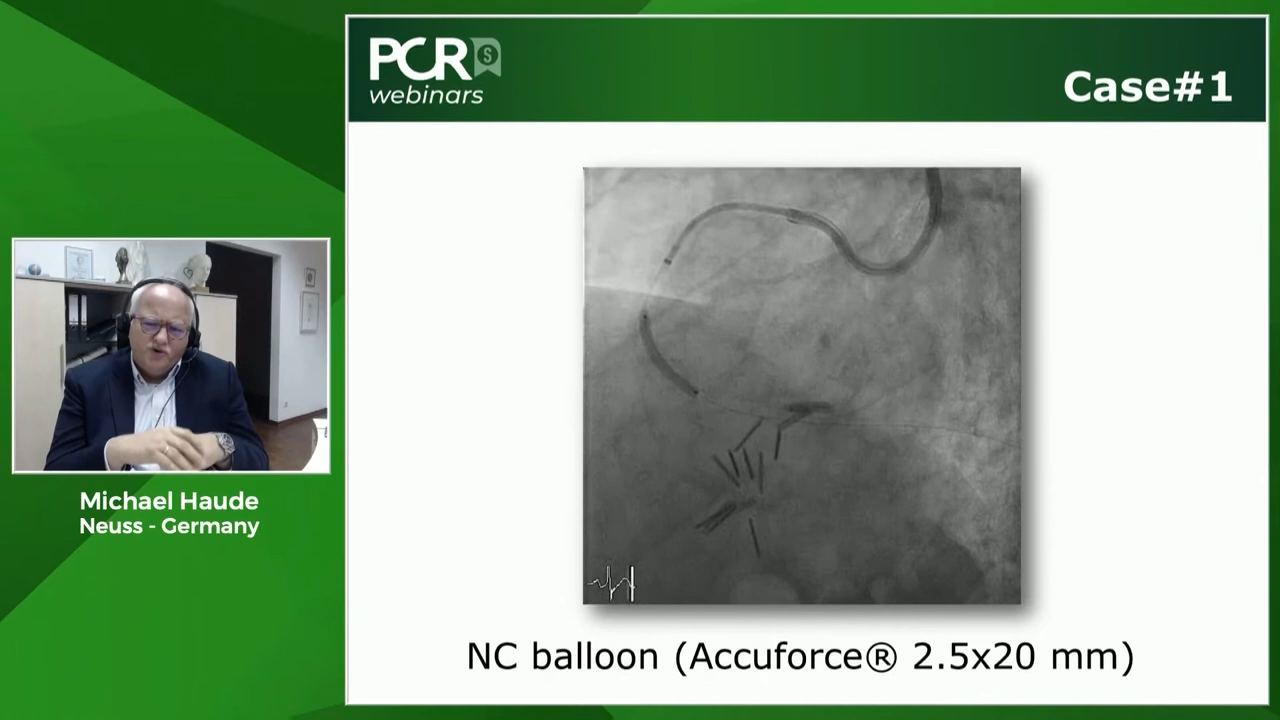 PCR
webinars
Case#1
Michael Haude
Neuss - Germany
NC balloon (Accuforce® 2.5x20 mm)